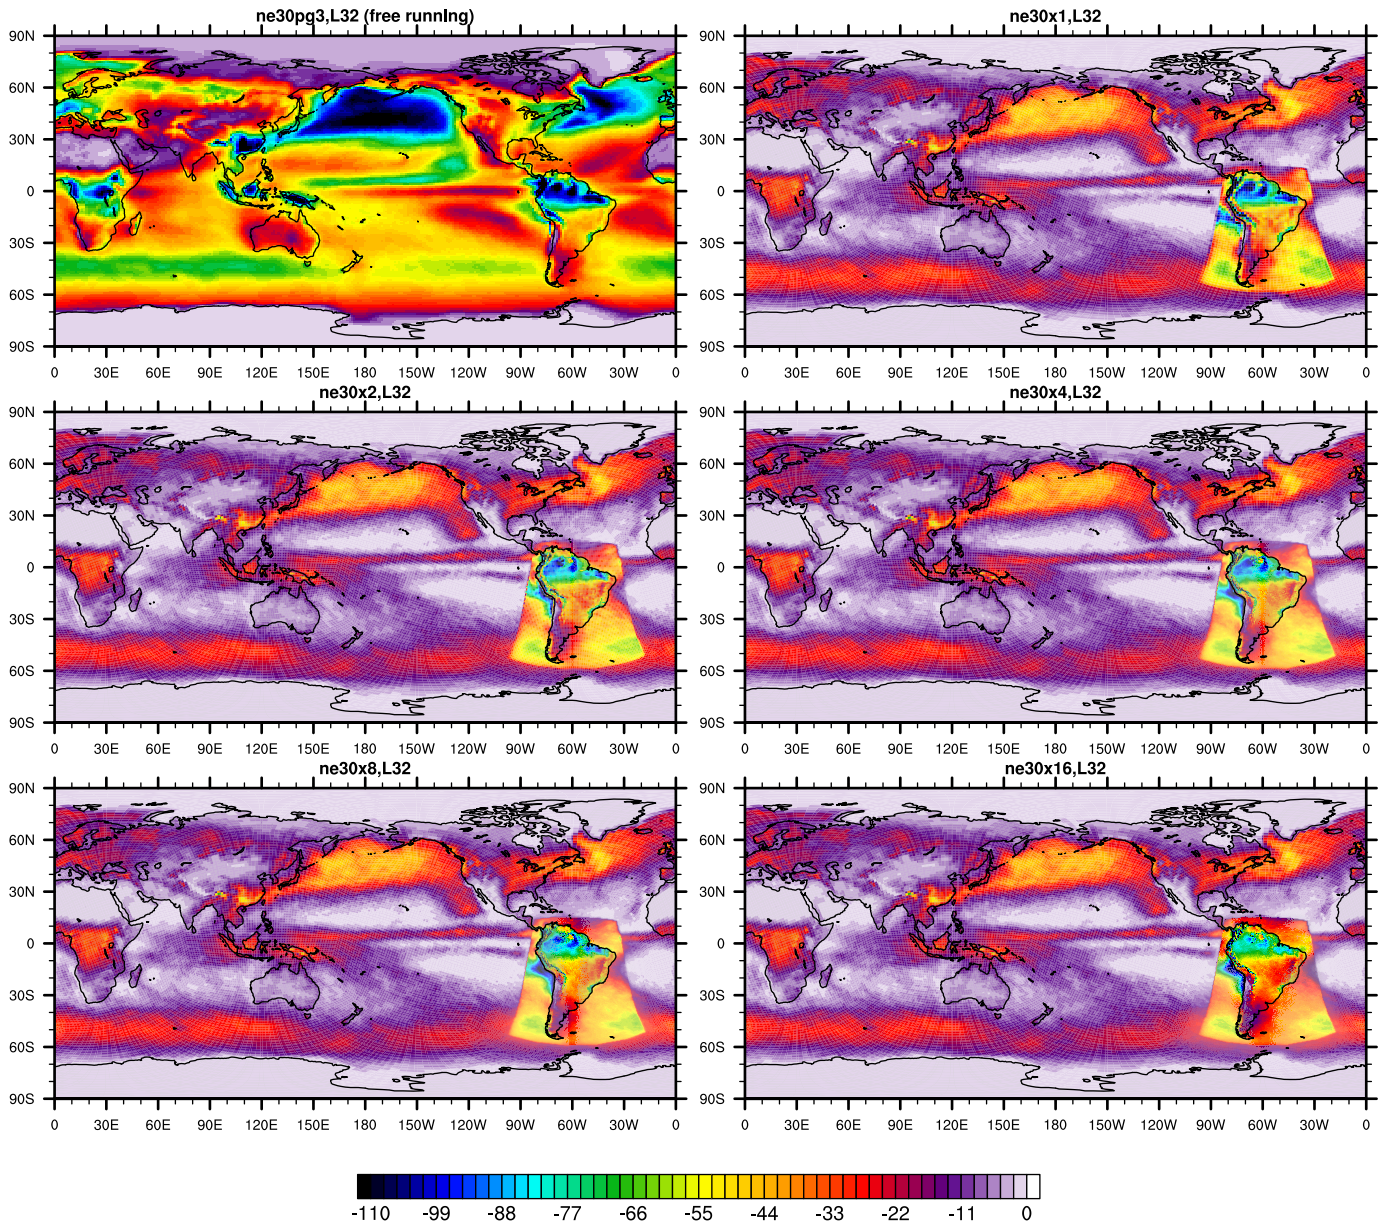 ne30pg3,L32 (free running)
ne30x1,L32
90N
60N
30N
0
30S
60S
90S
0 30E 60E 90E 120E 150E 180 150W 120W 90W 60W 30W 0
90N
60N
30N
0
30S
60S
90S
0 30E 60E 90E 120E 150E 180 150W 120W 90W 60W 30W 0
ne30x2,L32
ne30x4,L32
90N
60N
30N
0
30S
60S
90S
0 30E 60E 90E 120E 150E 180 150W 120W 90W 60W 30W 0
90N
60N
30N
0
30S
60S
90S
0 30E 60E 90E 120E 150E 180 150W 120W 90W 60W 30W 0
ne30x8,L32
ne30x16,L32
90N
60N
30N
0
30S
60S
90S
0 30E 60E 90E 120E 150E 180 150W 120W 90W 60W 30W 0
90N
60N
30N
0
30S
60S
90S
0 30E 60E 90E 120E 150E 180 150W 120W 90W 60W 30W 0
-110 -99 -88 -77 -66 -55 -44 -33 -22 -11 0